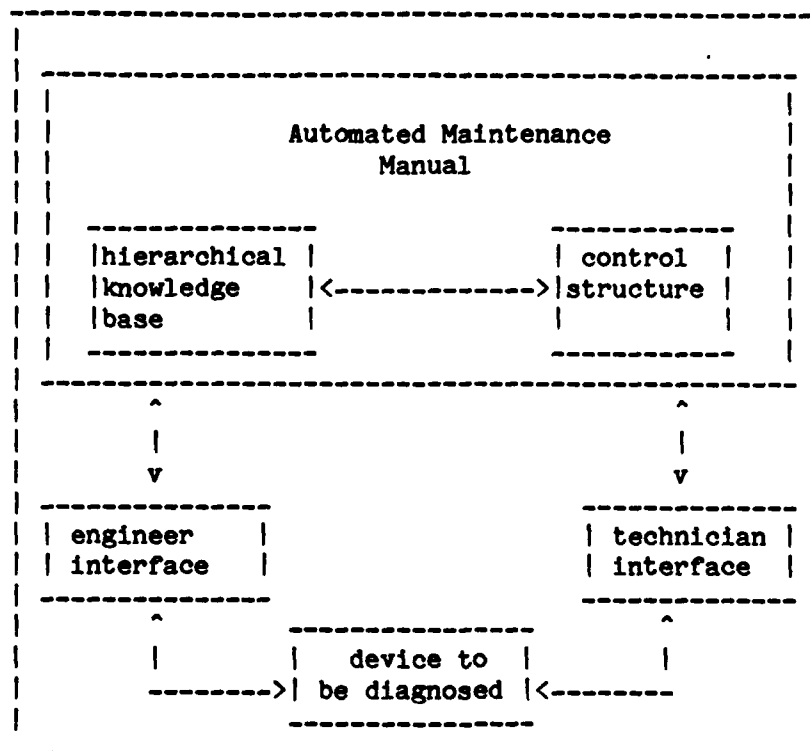 Automated Maintenance
Manual
hierarchical
knowledge
base
control
structure
engineer
interface
technician
interface
device to
be diagnosed